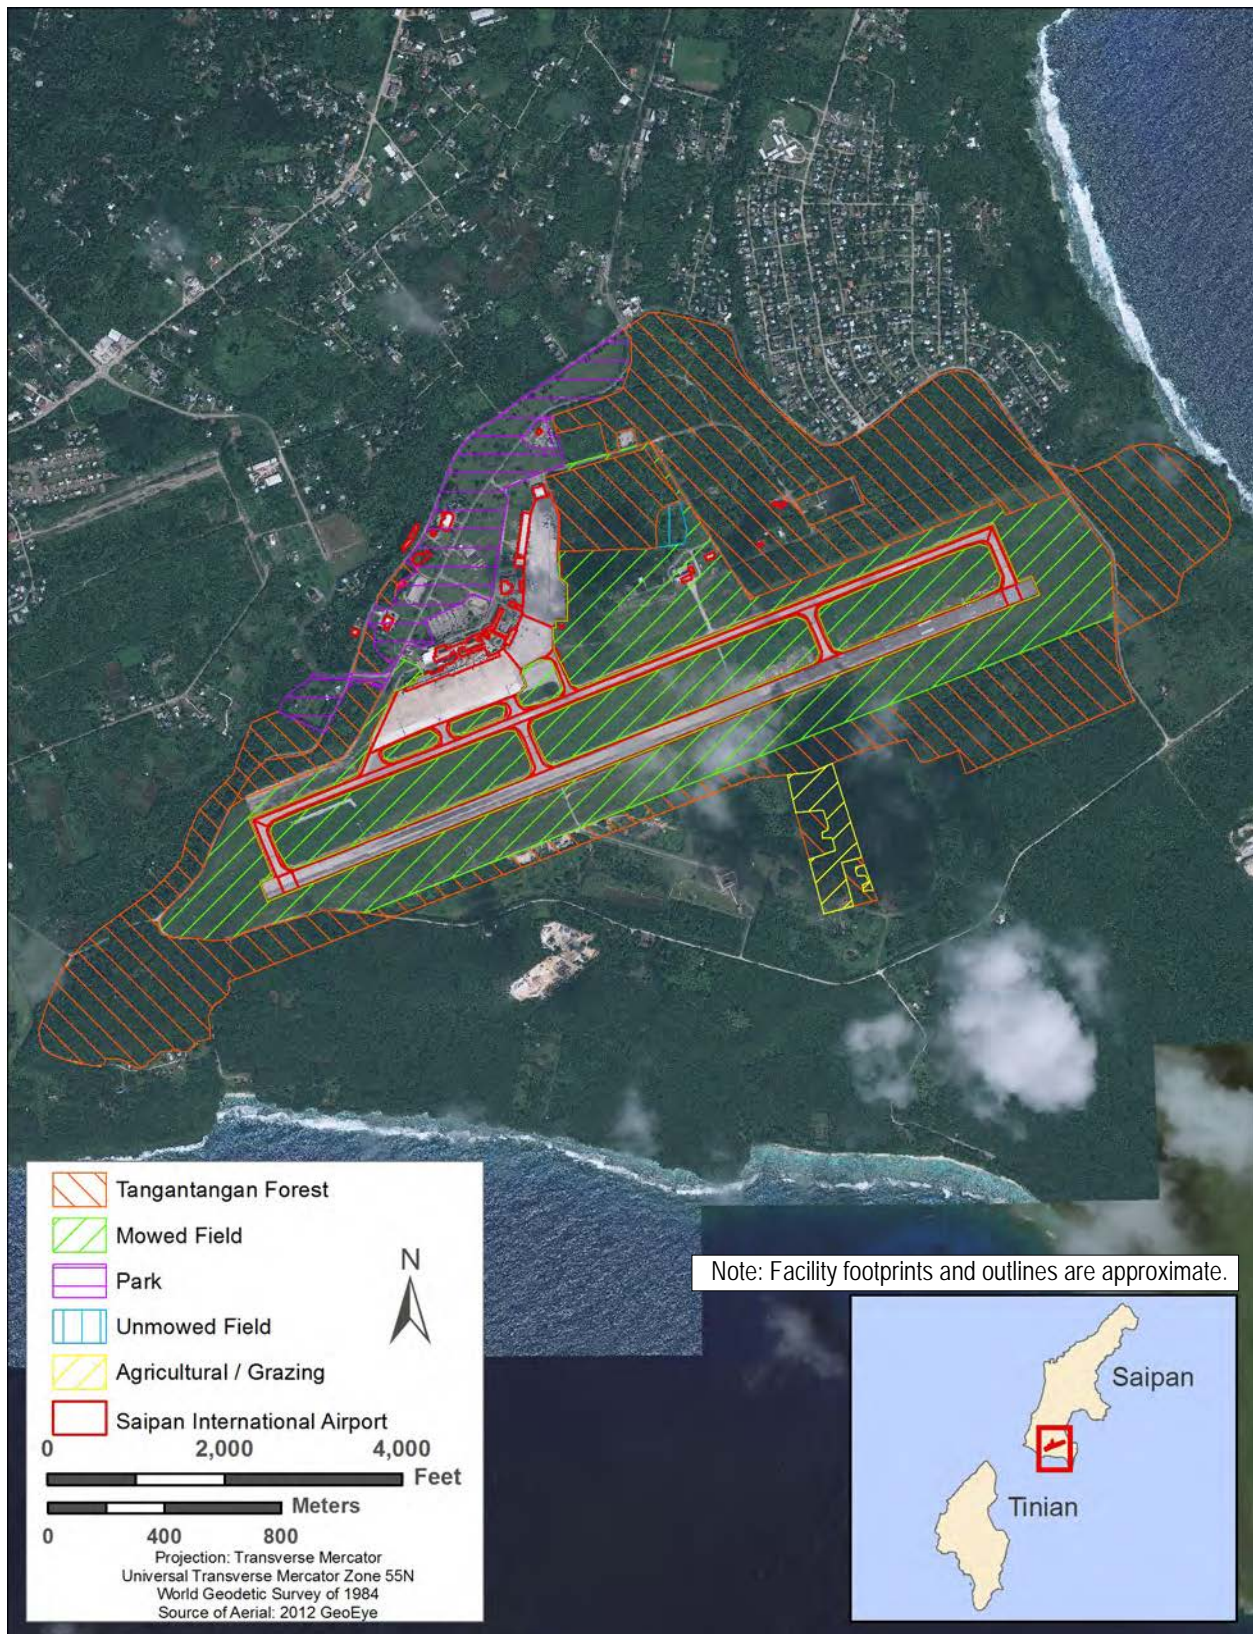 Tangantangan Forest
Mowed Field
Park
Unmowed Field
Agricultural / Grazing
Saipan International Airport
N
0 2,000 4,000
Feet
Meters
0 400 800
Projection: Transverse Mercator
Universal Transverse Mercator Zone 55N
World Geodetic Survey of 1984
Source of Aerial: 2012 GeoEye
Note: Facility footprints and outlines are approximate.
Saipan
Tinian